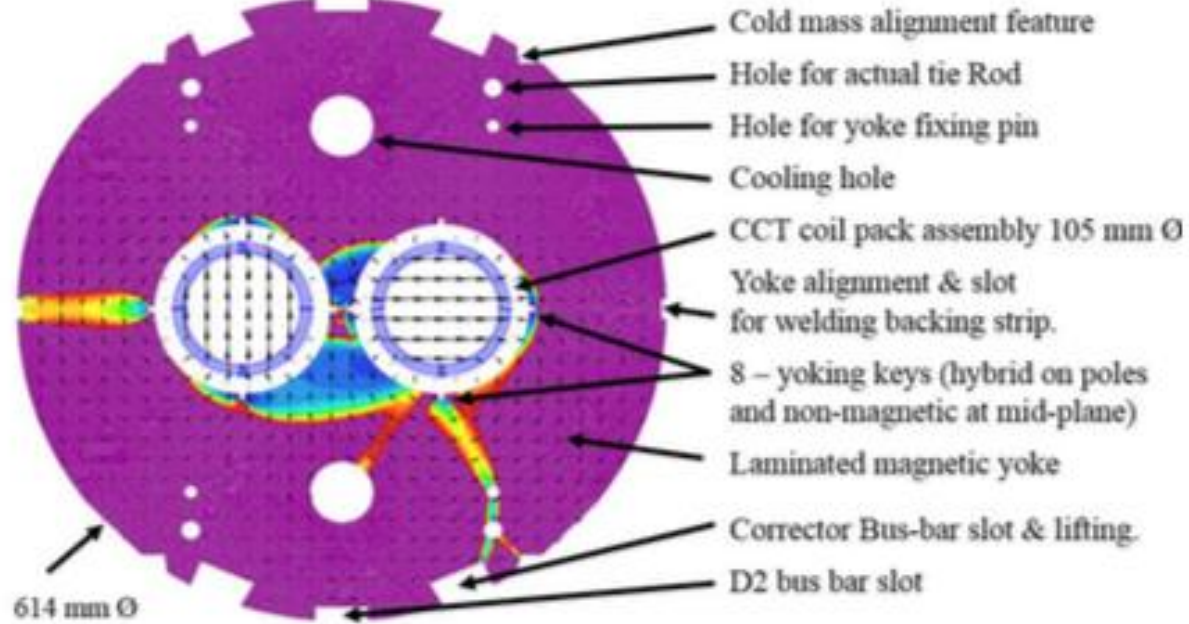 Cold mass alignment feature
Hole for actual tie Rod
Hole for yoke fixing pin
Cooling hole
CCT coil pack assembly 105 mm Ø
Yoke alignment & slot
for welding backing strip.
8 – yoking keys (hybrid on poles
and non-magnetic at mid-plane)
Laminated magnetic yoke
Corrector Bus-bar slot & lifting.
D2 bus bar slot
614 mm Ø